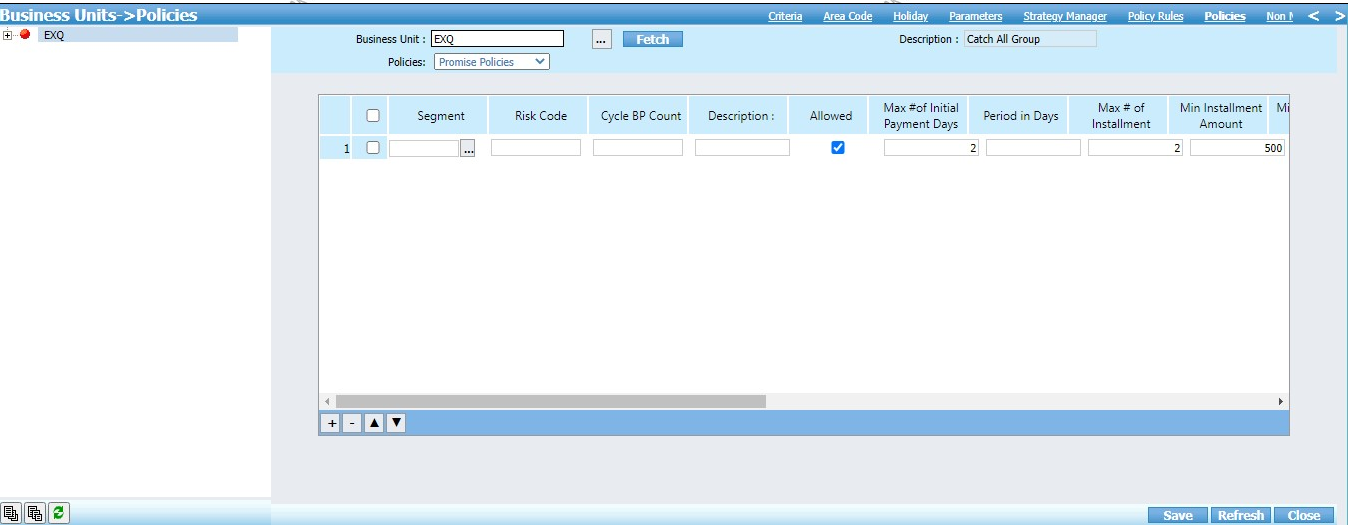 Business Units->Policies
Criteria Area Code Holiday Parameters Strategy Manager Policy Rules Policies Non < >
EXQ
Business Unit : EXQ ... Fetch Description : Catch All Group
Policies: Promise Policies
Segment Risk Code Cycle BP Count Description : Allowed Max #of Initial Payment Days Period in Days Max # of Installment Min Installment Amount Mi
1 ... 2 2 500
+ - ▲ ▼
Save Refresh Close